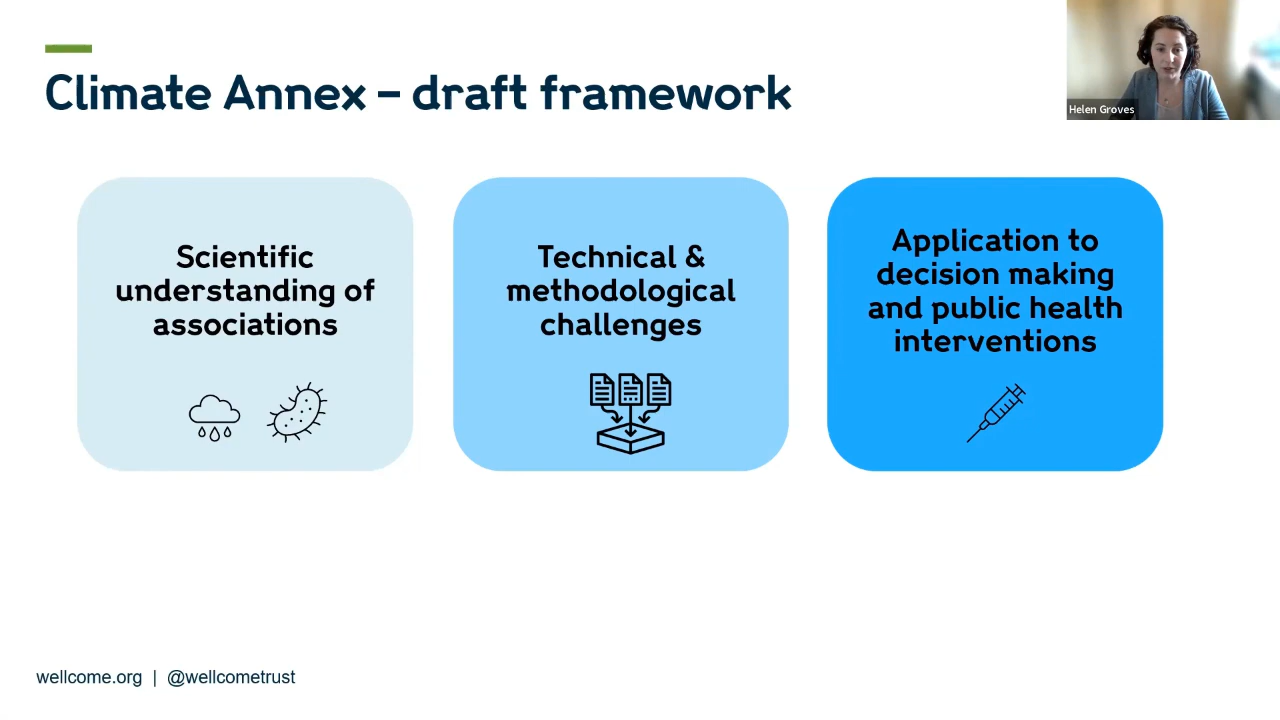 Climate Annex – draft framework
Helen Groves
Scientific
understanding of
associations
Technical &
methodological
challenges
Application to
decision making
and public health
interventions
wellcome.org | @wellcometrust